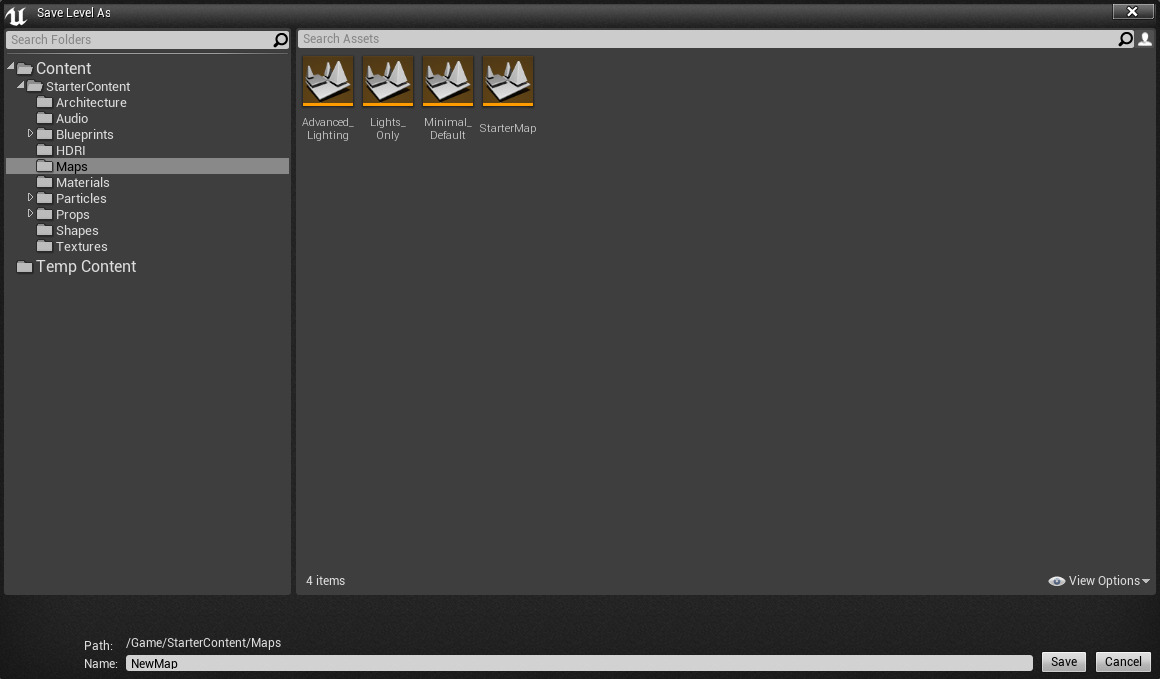 Save Level As
Search Folders
Content
StarterContent
Architecture
Audio
Blueprints
HDRI
Maps
Materials
Particles
Props
Shapes
Textures
Temp Content
Search Assets
Advanced_
Lighting
Lights_
Only
Minimal_
Default
StarterMap
4 items
View Options
Path: /Game/StarterContent/Maps
Name: NewMap
Save
Cancel